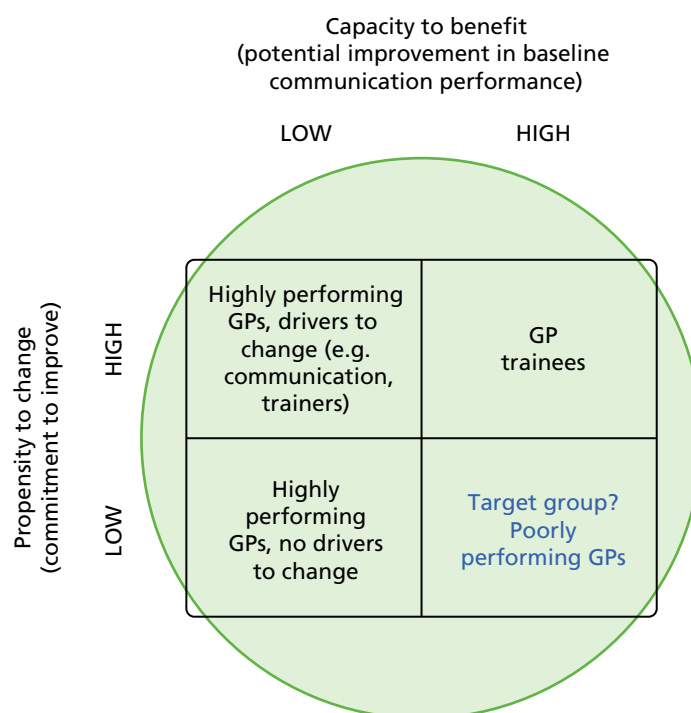 Capacity to benefit
(potential improvement in baseline
communication performance)
LOW
HIGH
Propensity to change
(commitment to improve)
HIGH
Highly performing
GPs, drivers to
change (e.g.
communication,
trainers)
GP
trainees
LOW
Highly
performing
GPs, no drivers
to change
Target group?
Poorly
performing GPs